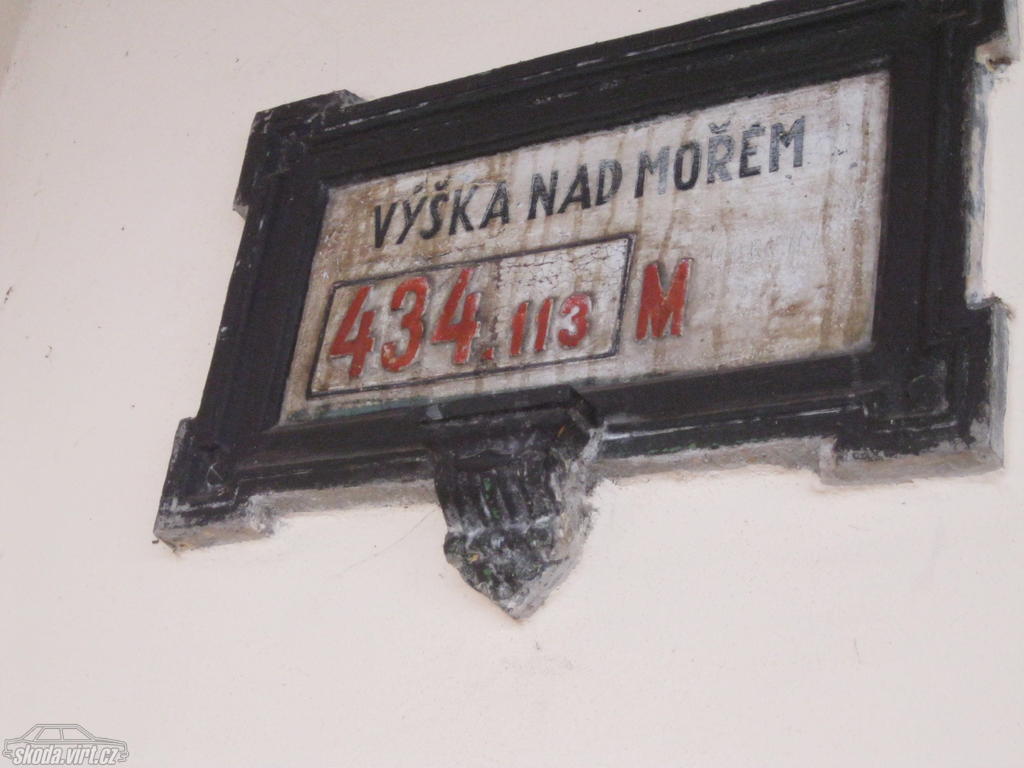 VÝŠKA NAD MOŘEM
434.113 M
skoda.virt.cz